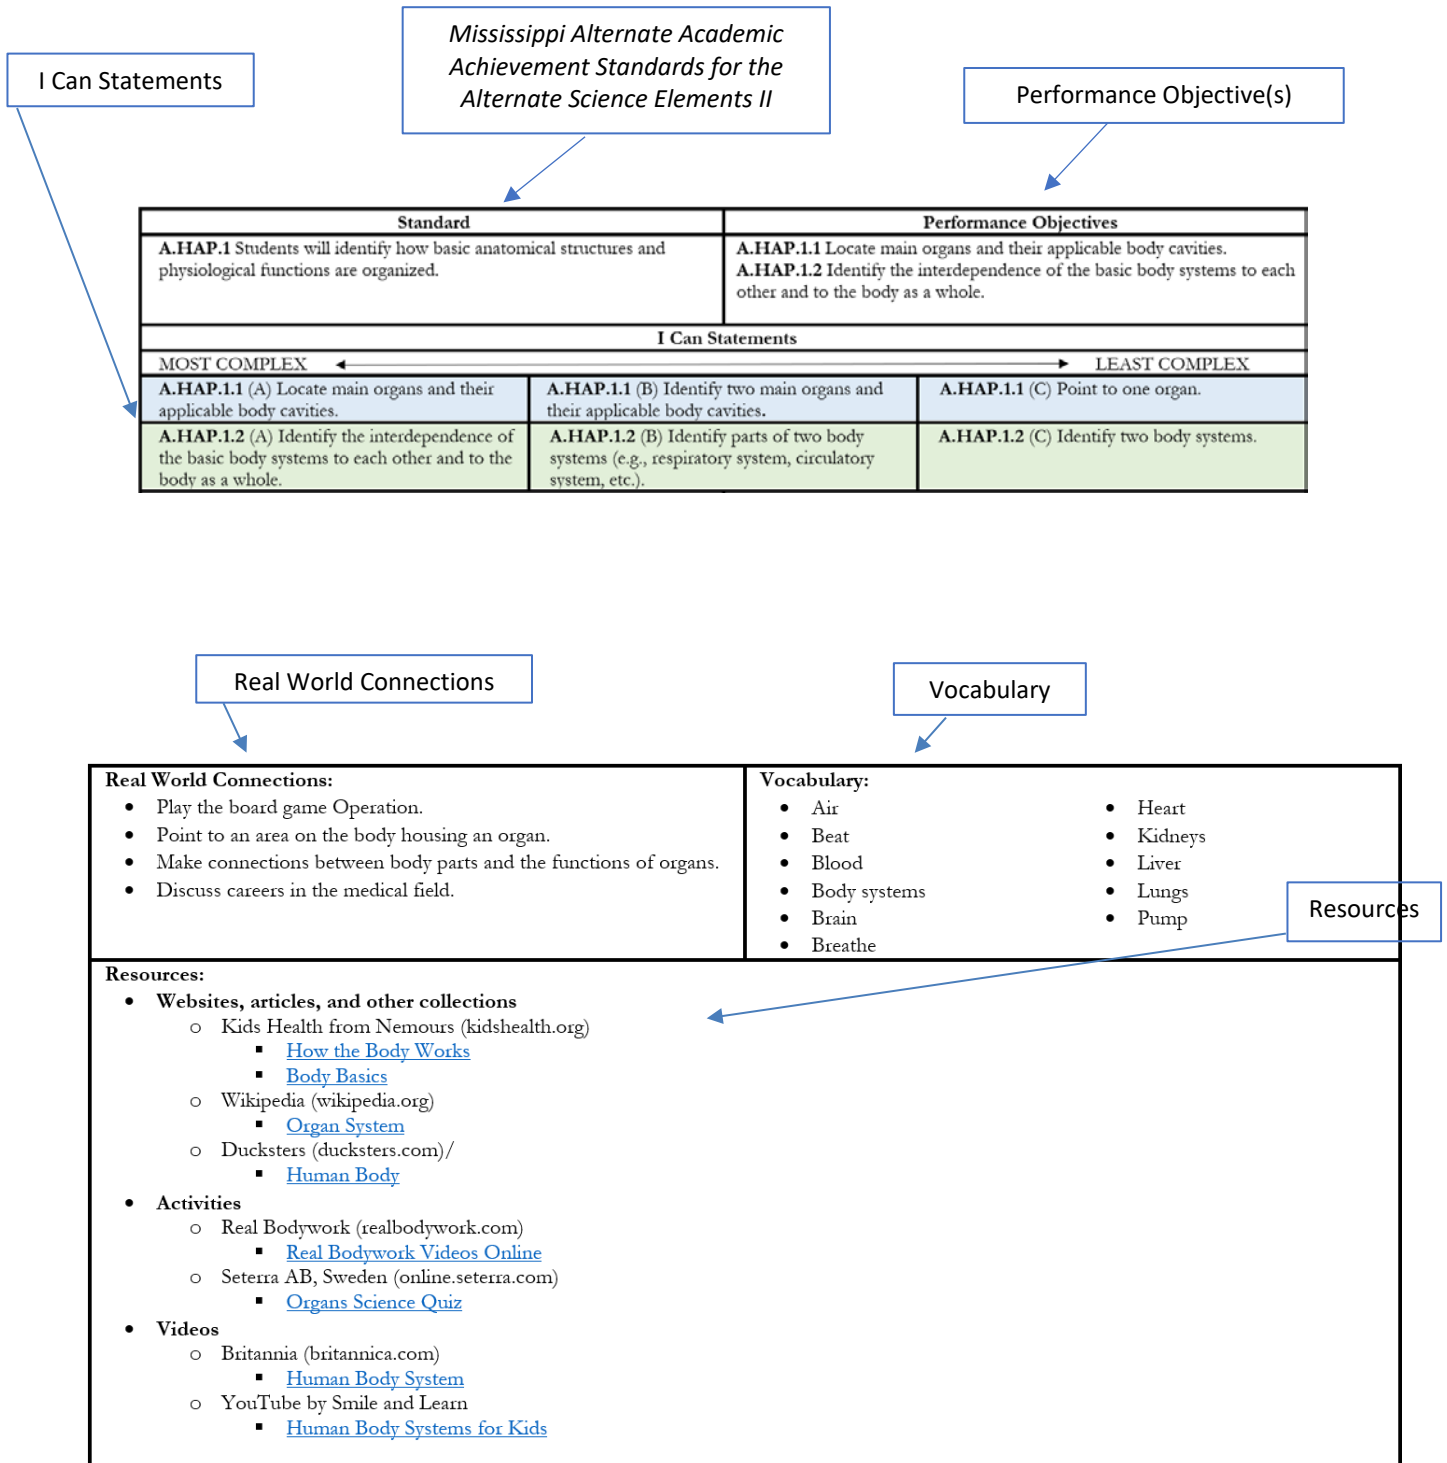 Mississippi Alternate Academic
Achievement Standards for the
Alternate Science Elements II
I Can Statements
Performance Objective(s)
Standard
Performance Objectives
A.HAP.1 Students will identify how basic anatomical structures and
physiological functions are organized.
A.HAP.1.1 Locate main organs and their applicable body cavities.
A.HAP.1.2 Identify the interdependence of the basic body systems to each
other and to the body as a whole.
I Can Statements
MOST COMPLEX
LEAST COMPLEX
A.HAP.1.1 (A) Locate main organs and their
applicable body cavities.
A.HAP.1.1 (B) Identify two main organs and
their applicable body cavities.
A.HAP.1.1 (C) Point to one organ.
A.HAP.1.2 (A) Identify the interdependence of
the basic body systems to each other and to the
body as a whole.
A.HAP.1.2 (B) Identify parts of two body
systems (e.g., respiratory system, circulatory
system, etc.).
A.HAP.1.2 (C) Identify two body systems.
Real World Connections
Vocabulary
Real World Connections:
• Play the board game Operation.
• Point to an area on the body housing an organ.
• Make connections between body parts and the functions of organs.
• Discuss careers in the medical field.
Vocabulary:
• Air
• Beat
• Blood
• Body systems
• Brain
• Breathe
• Heart
• Kidneys
• Liver
• Lungs
• Pump
Resources
Resources:
• Websites, articles, and other collections
o Kids Health from Nemours (kidshealth.org)
▪ How the Body Works
▪ Body Basics
o Wikipedia (wikipedia.org)
▪ Organ System
o Ducksters (ducksters.com)/
▪ Human Body
• Activities
o Real Bodywork (realbodywork.com)
▪ Real Bodywork Videos Online
o Seterra AB, Sweden (online.seterra.com)
▪ Organs Science Quiz
• Videos
o Britannia (britannica.com)
▪ Human Body System
o YouTube by Smile and Learn
▪ Human Body Systems for Kids